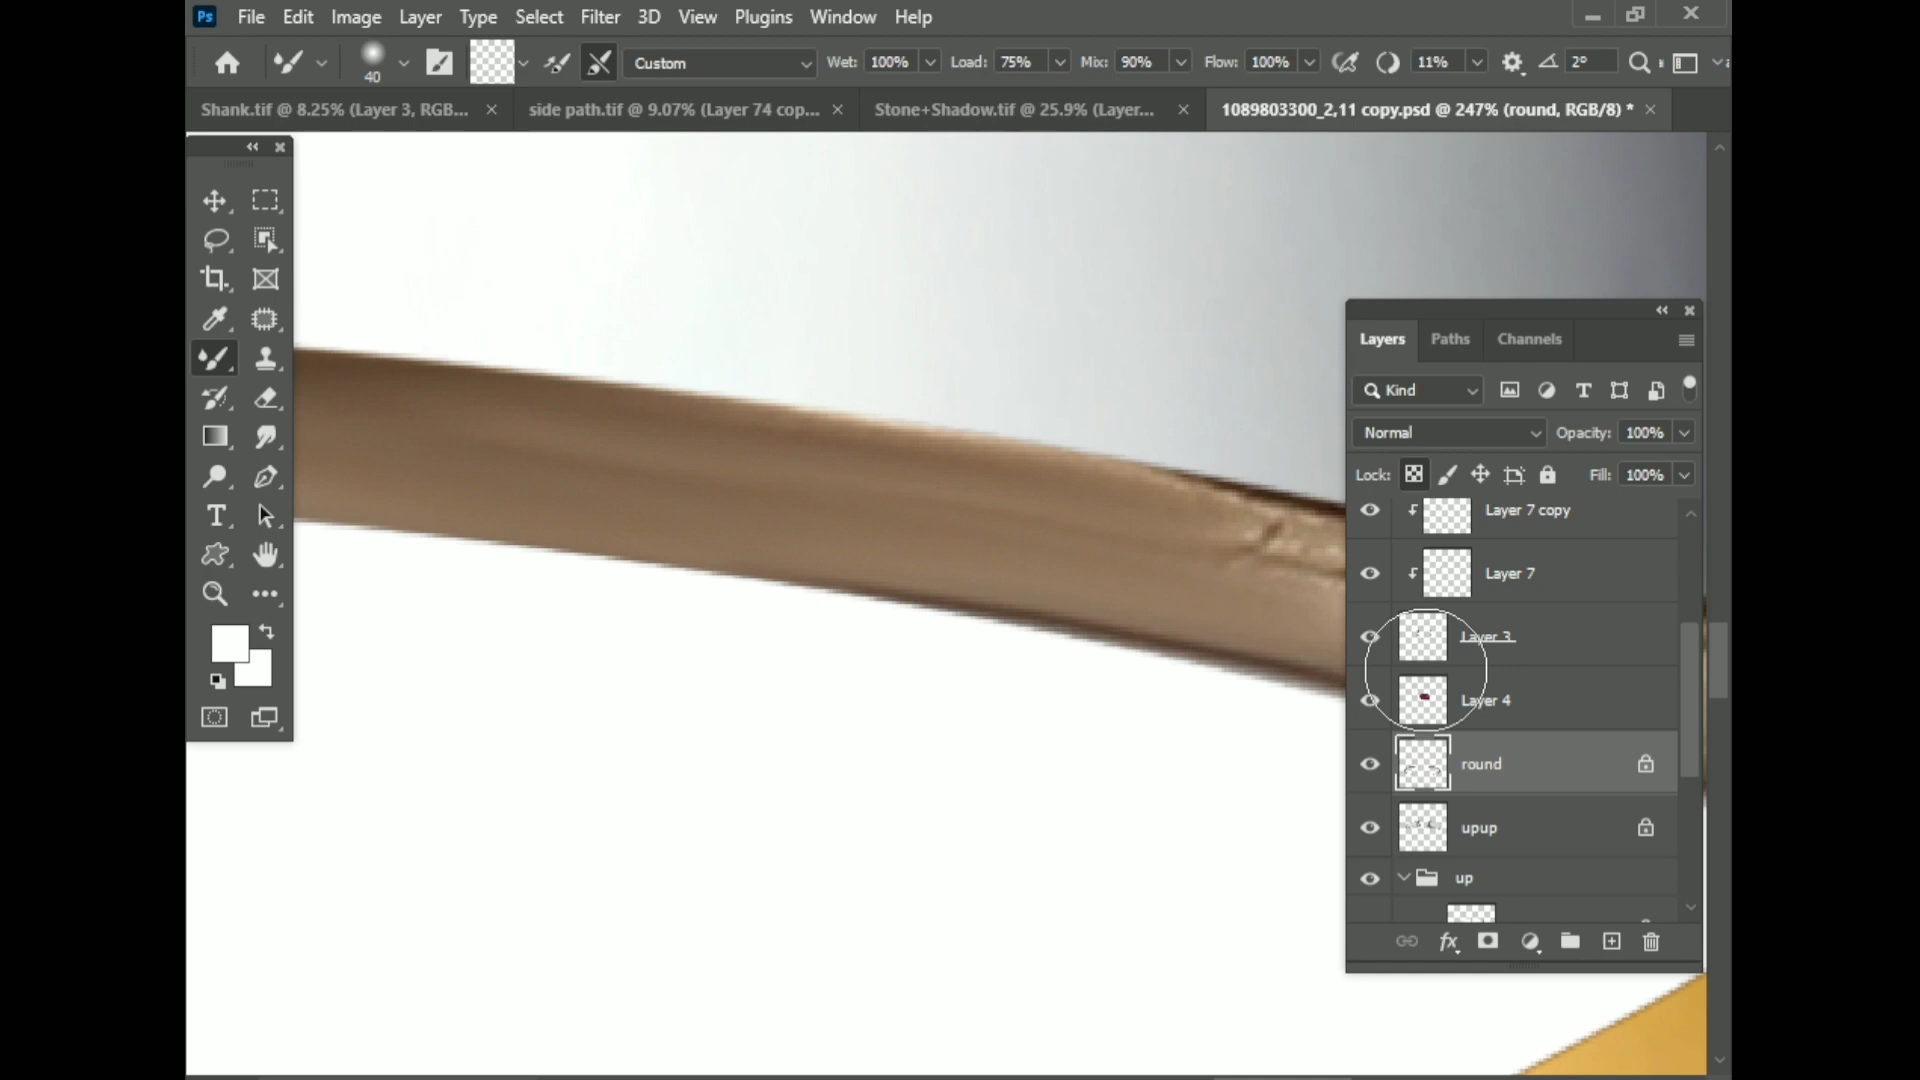 Ps File Edit Image Layer Type Select Filter 3D View Plugins Window Help
40 Custom Wet: 100% Load: 75% Mix: 90% Flow: 100% 11% 2°
Shank.tif @ 8.25% (Layer 3, RGB... side path.tif @ 9.07% (Layer 74 cop... Stone+Shadow.tif @ 25.9% (Layer... 1089803300_2,11 copy.psd @ 247% (round, RGB/8) *
Layers Paths Channels
Kind
Normal Opacity: 100%
Lock: Fill: 100%
Layer 7 copy
Layer 7
Layer 3
Layer 4
round
upup
up
fx